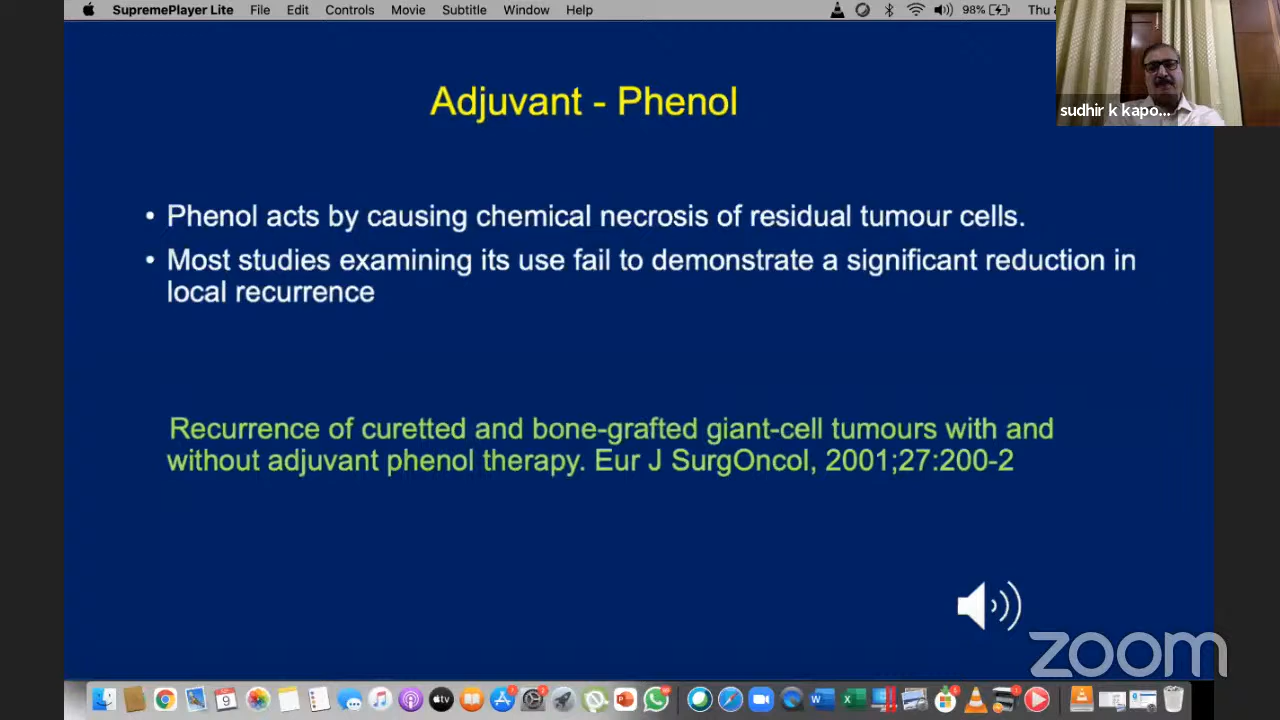 SupremePlayer Lite File Edit Controls Movie Subtitle Window Help 98% Thu
sudhir k kapo...
Adjuvant - Phenol
• Phenol acts by causing chemical necrosis of residual tumour cells.
• Most studies examining its use fail to demonstrate a significant reduction in
local recurrence
Recurrence of curetted and bone-grafted giant-cell tumours with and
without adjuvant phenol therapy. Eur J SurgOncol, 2001;27:200-2
zoom